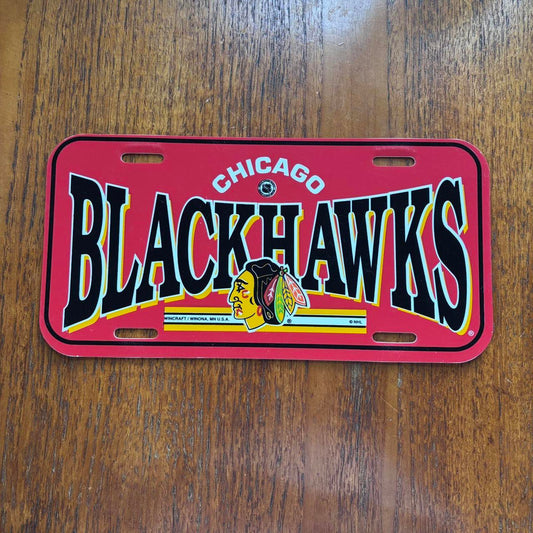 CHICAGO
BLACKHAWKS
WINCRAFT / WINONA, MN U.S.A. ® © NHL
®